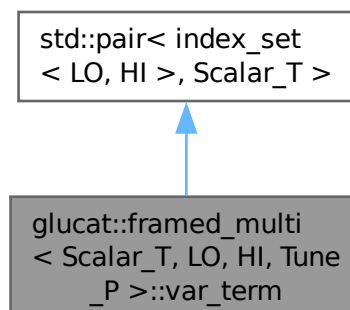 std::pair< index_set
< LO, HI >, Scalar_T >
glucat::framed_multi
< Scalar_T, LO, HI, Tune
_P >::var_term